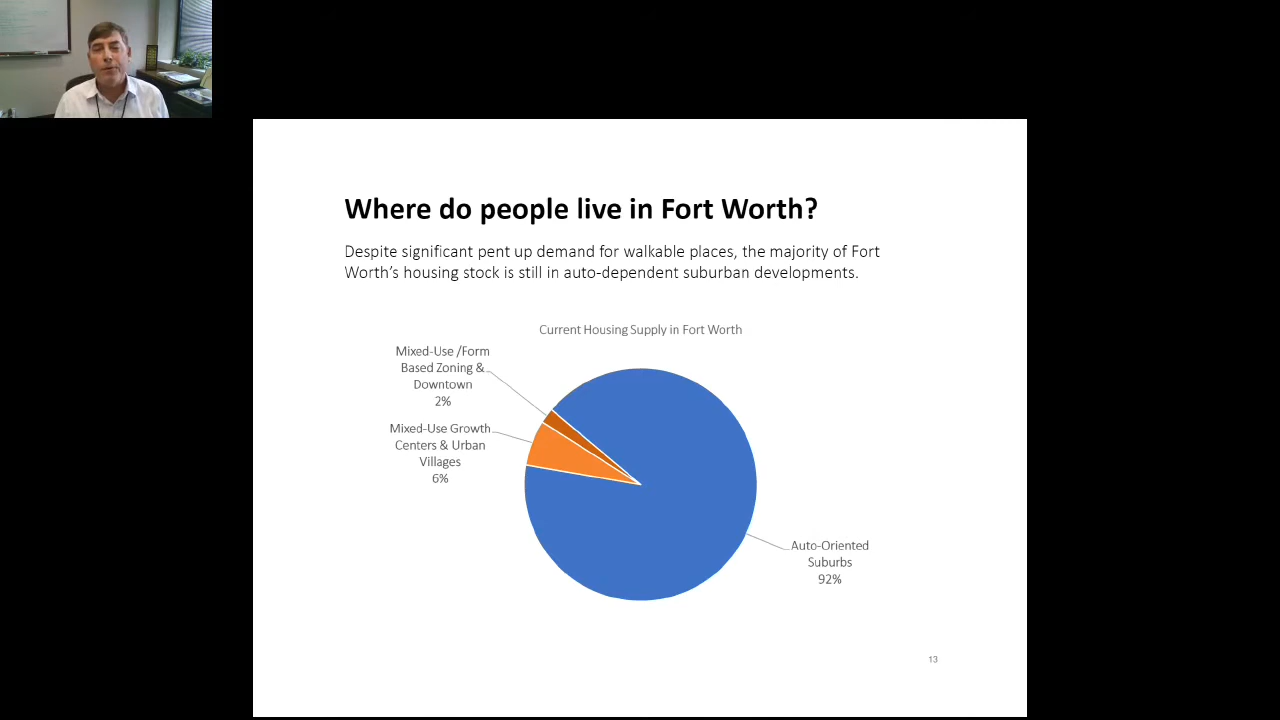 Where do people live in Fort Worth?
Despite significant pent up demand for walkable places, the majority of Fort
Worth's housing stock is still in auto-dependent suburban developments.
Current Housing Supply in Fort Worth
Mixed-Use /Form
Based Zoning &
Downtown
2%
Mixed-Use Growth
Centers & Urban
Villages
6%
Auto-Oriented
Suburbs
92%
13